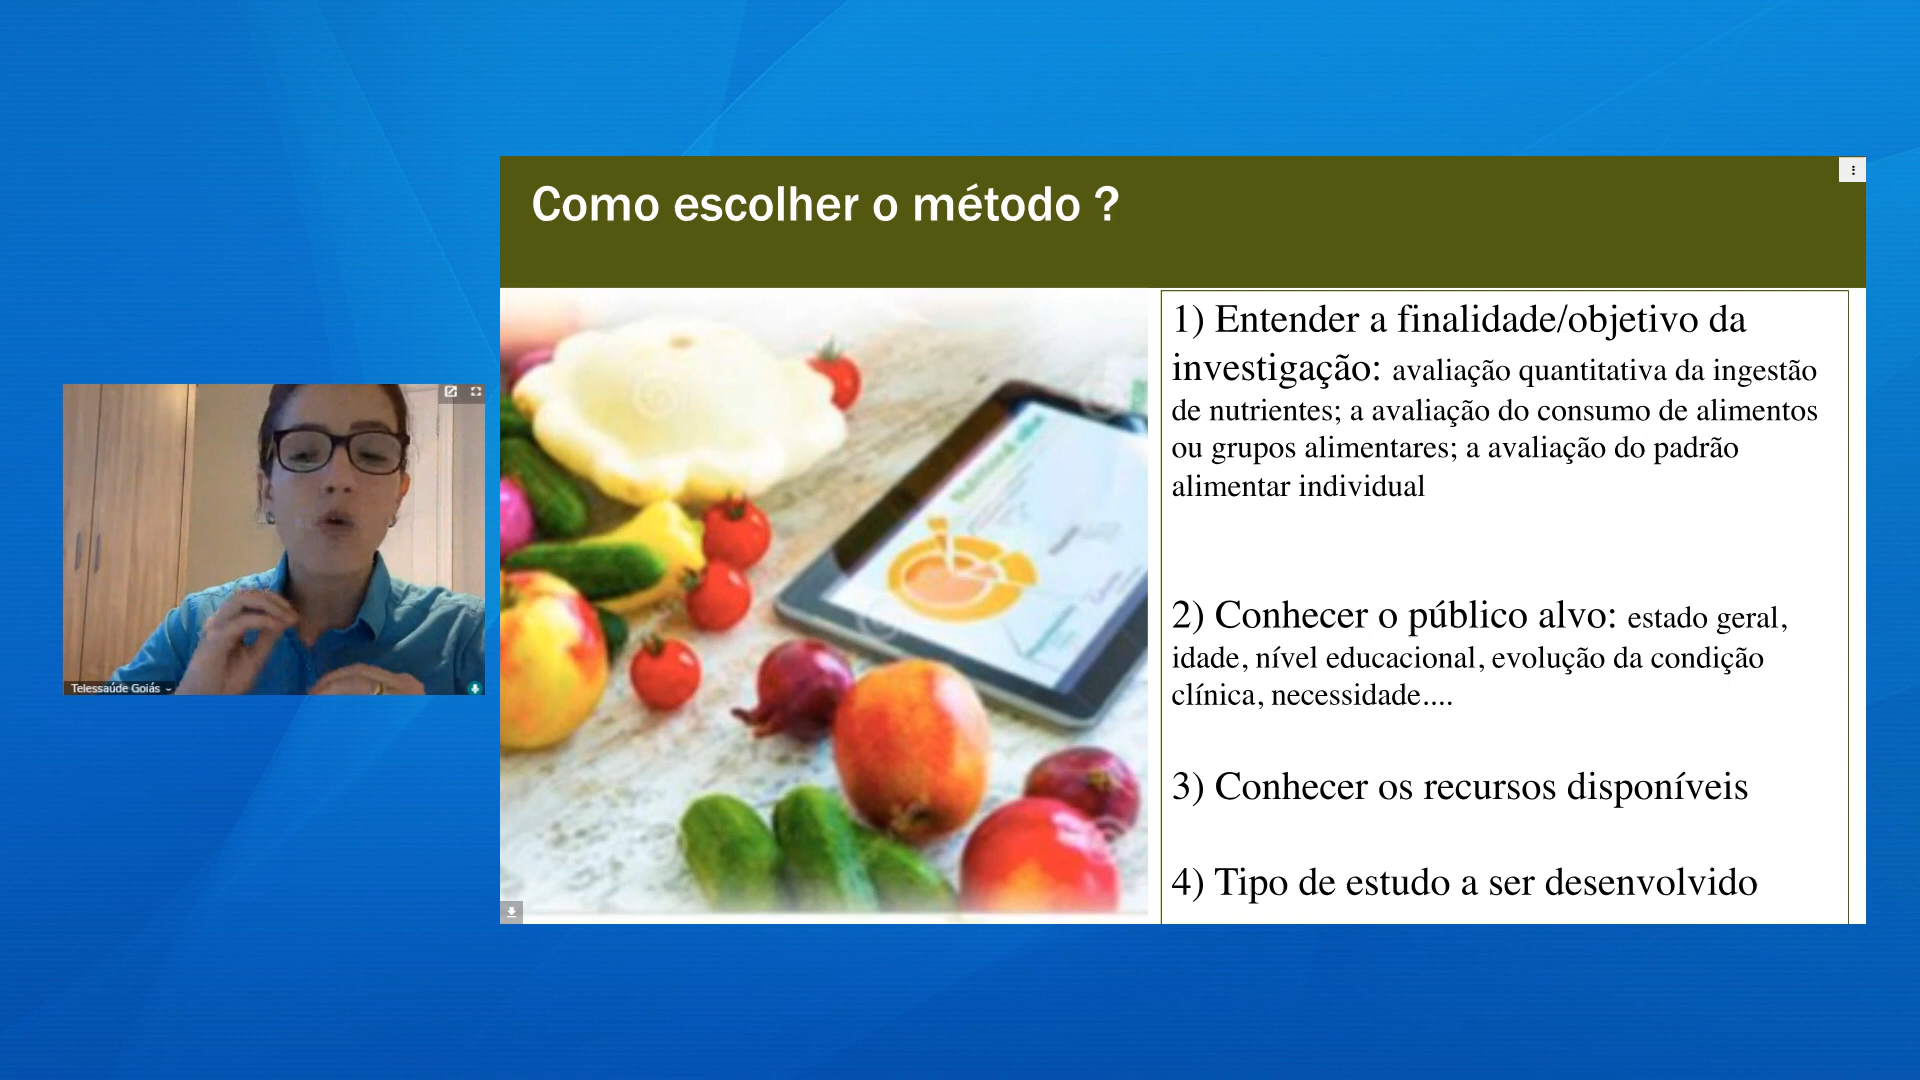 Como escolher o método ?
1) Entender a finalidade/objetivo da
investigação: avaliação quantitativa da ingestão
de nutrientes; a avaliação do consumo de alimentos
ou grupos alimentares; a avaliação do padrão
alimentar individual
2) Conhecer o público alvo: estado geral,
idade, nível educacional, evolução da condição
clínica, necessidade....
3) Conhecer os recursos disponíveis
4) Tipo de estudo a ser desenvolvido
Telessaúde Goiás